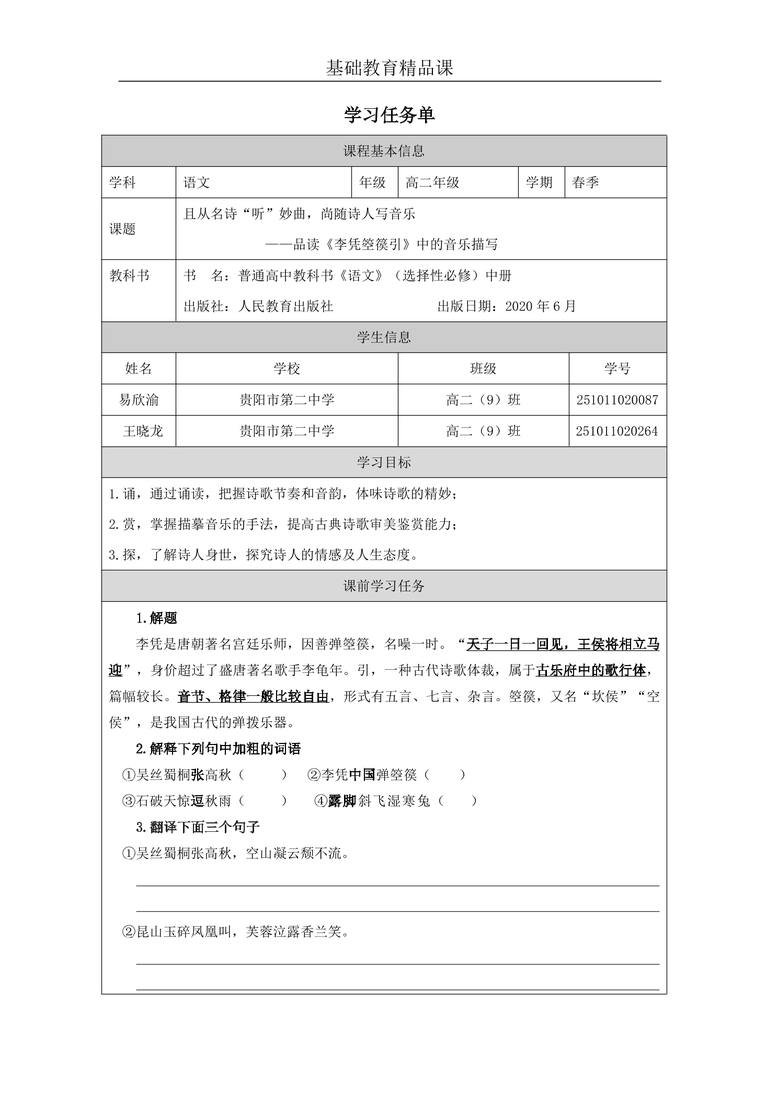 基础教育精品课
学习任务单
课程基本信息
学科 语文 年级 高二年级 学期 春季
课题 且从名诗“听”妙曲，尚随诗人写音乐
——品读《李凭箜篌引》中的音乐描写
教科书 书 名：普通高中教科书《语文》（选择性必修）中册
出版社：人民教育出版社 出版日期：2020 年 6 月
学生信息
姓名 学校 班级 学号
易欣渝 贵阳市第二中学 高二（9）班 251011020087
王晓龙 贵阳市第二中学 高二（9）班 251011020264
学习目标
1.诵，通过诵读，把握诗歌节奏和音韵，体味诗歌的精妙；
2.赏，掌握描摹音乐的手法，提高古典诗歌审美鉴赏能力；
3.探，了解诗人身世，探究诗人的情感及人生态度。
课前学习任务
1.解题
李凭是唐朝著名宫廷乐师，因善弹箜篌，名噪一时。“天子一日一回见，王侯将相立马
迎”，身价超过了盛唐著名歌手李龟年。引，一种古代诗歌体裁，属于古乐府中的歌行体，
篇幅较长。音节、格律一般比较自由，形式有五言、七言、杂言。箜篌，又名“坎侯”“空
侯”，是我国古代的弹拨乐器。
2.解释下列句中加粗的词语
①吴丝蜀桐张高秋（ ） ②李凭中国弹箜篌（ ）
③石破天惊逗秋雨（ ） ④露脚斜飞湿寒兔（ ）
3.翻译下面三个句子
①吴丝蜀桐张高秋，空山凝云颓不流。
②昆山玉碎凤凰叫，芙蓉泣露香兰笑。